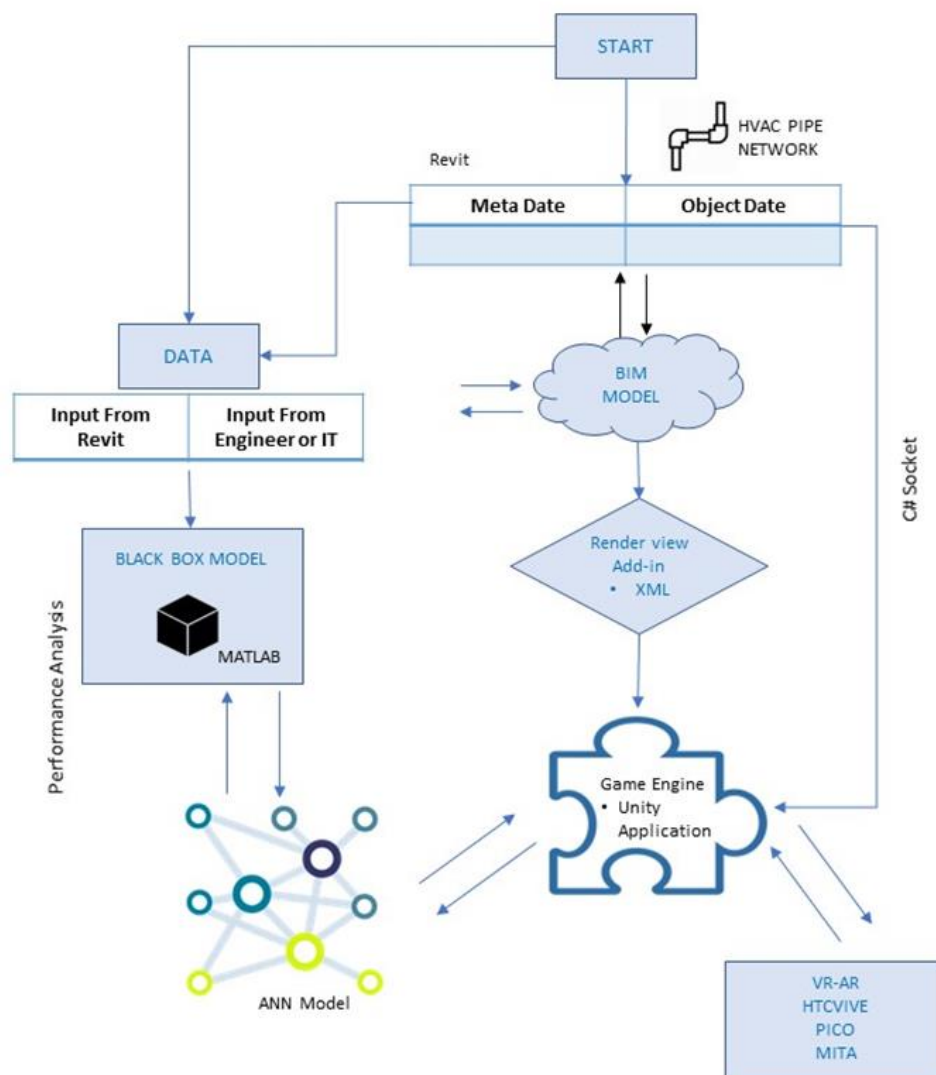 START
HVAC PIPE
NETWORK
Revit
Meta Date
Object Date
DATA
Input From
Revit
Input From
Engineer or IT
BIM
MODEL
C# Socket
Render view
Add-in
• XML
BLACK BOX MODEL
MATLAB
Performance Analysis
Game Engine
• Unity
Application
ANN Model
VR-AR
HTCVIVE
PICO
MITA